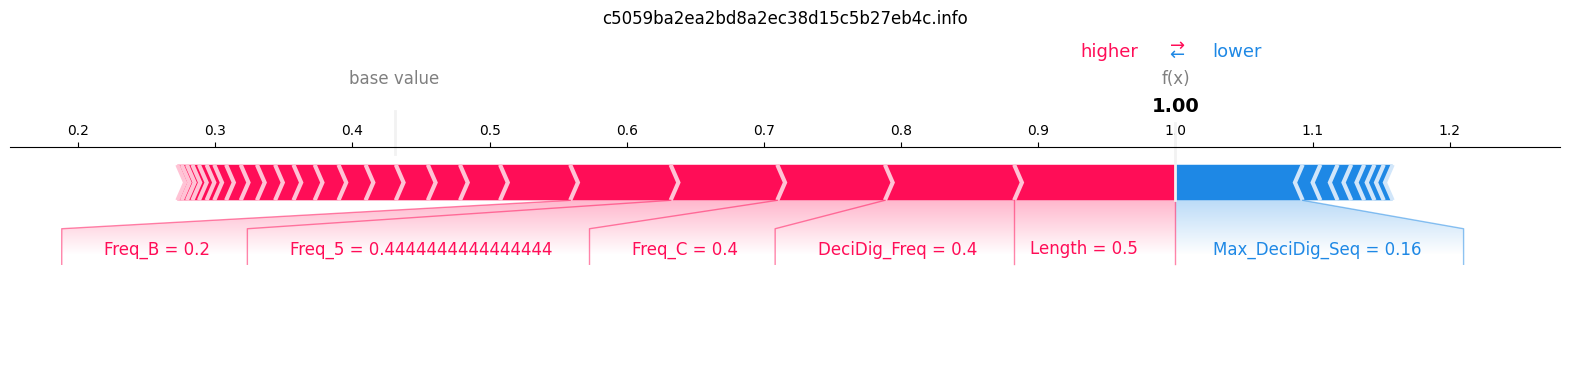 c5059ba2ea2bd8a2ec38d15c5b27eb4c.info
higher ⇄ lower
base value f(x)
1.00
0.2 0.3 0.4 0.5 0.6 0.7 0.8 0.9 1.0 1.1 1.2
Freq_B = 0.2 Freq_5 = 0.4444444444444444 Freq_C = 0.4 DeciDig_Freq = 0.4 Length = 0.5 Max_DeciDig_Seq = 0.16